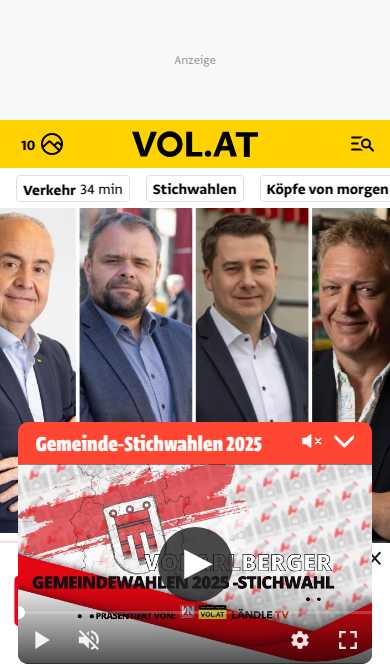 Anzeige
10
VOL.AT
Verkehr 34 min
Stichwahlen
Köpfe von morgen
Gemeinde-Stichwahlen 2025
VORARLBERGER
GEMEINDEWAHLEN 2025 -STICHWAHL
PRÄSENTIERT VON:
VN
VOL.AT
LÄNDLE TV